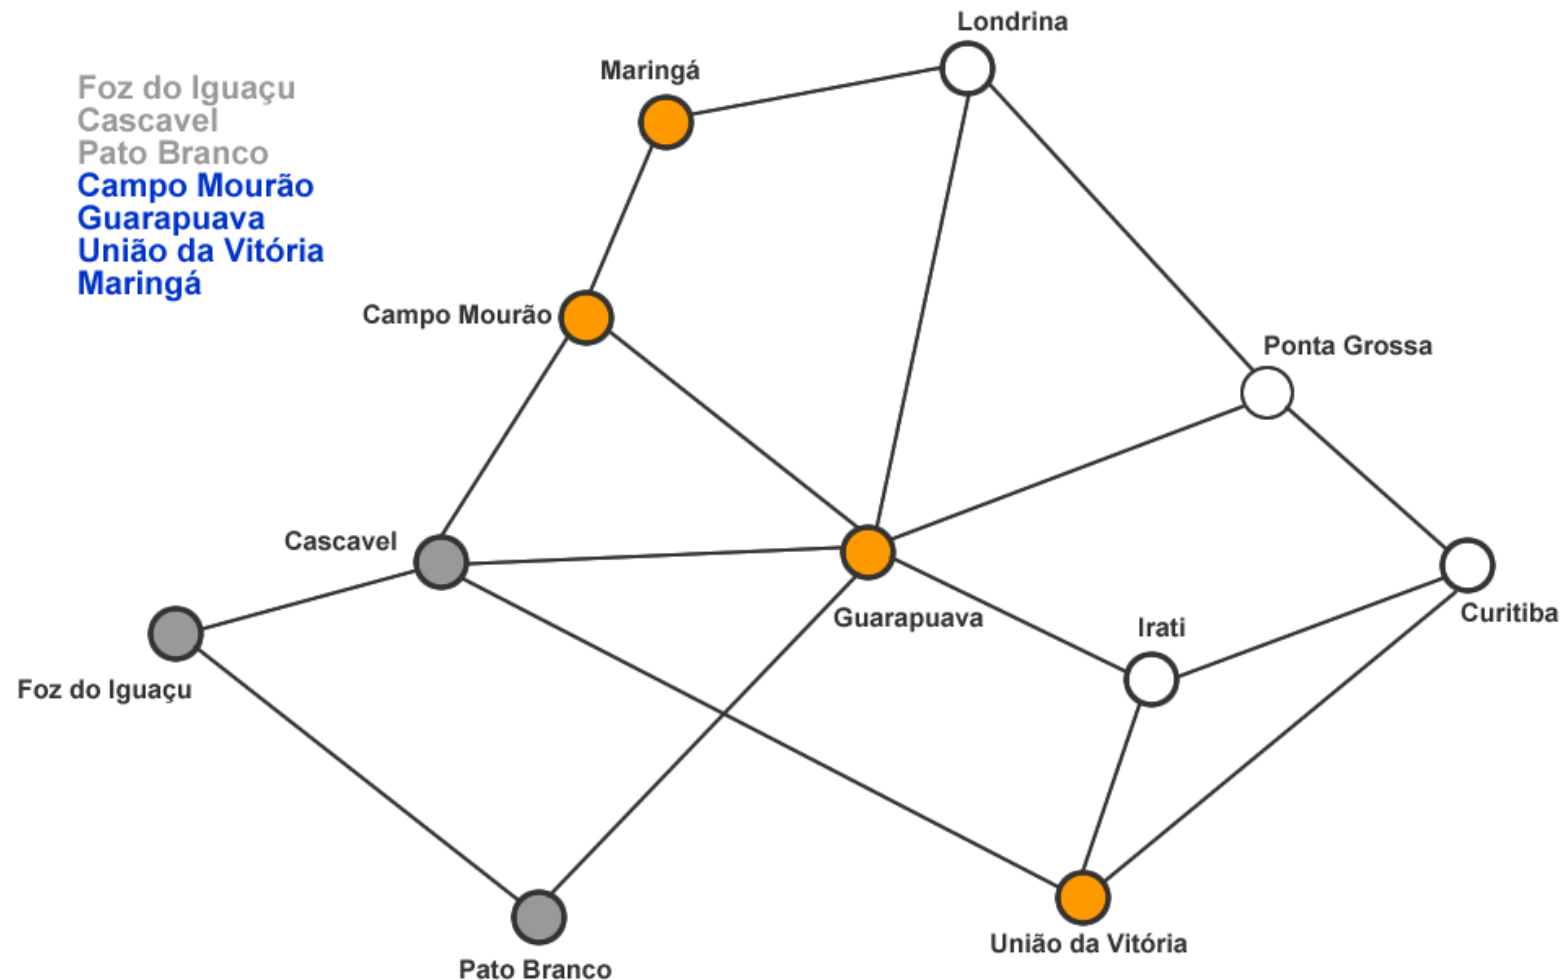 Londrina
Maringá
Foz do Iguaçu
Cascavel
Pato Branco
Campo Mourão
Guarapuava
União da Vitória
Maringá
Campo Mourão
Ponta Grossa
Cascavel
Guarapuava
Curitiba
Irati
Foz do Iguaçu
União da Vitória
Pato Branco